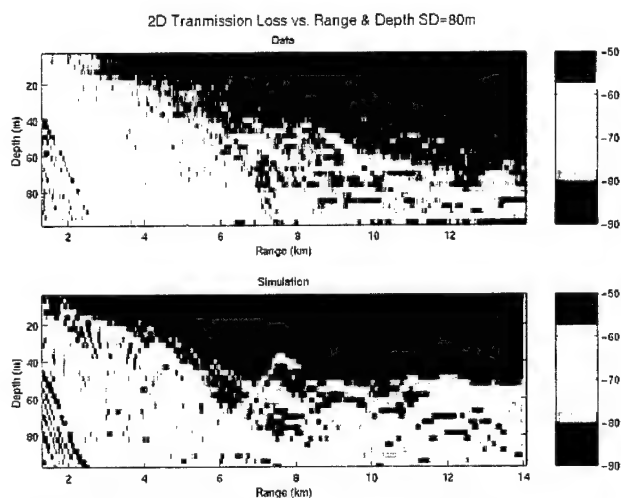 2D Tranmission Loss vs. Range & Depth SD=80m
Data
20
40
60
80
Depth (m)
2 4 6 8 10 12
Range (km)
-50
-60
-70
-80
-90
Simulation
20
40
60
80
Depth (m)
2 4 6 8 10 12 14
Range (km)
-50
-60
-70
-80
-90